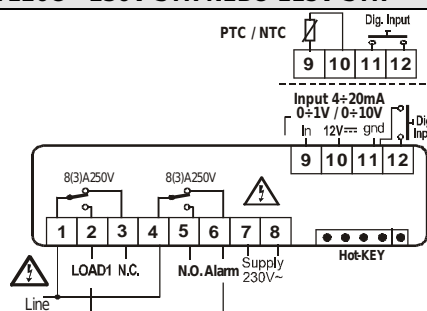 PTC / NTC Dig. Input
9 10 11 12
Input 4÷20mA
0÷1V / 0÷10V
In 12V gnd
9 10 11 12
8(3)A250V 8(3)A250V
1 2 3 4 5 6 7 8
LOAD1 N.C. N.O. Alarm Supply
230V~
Hot-KEY
Line